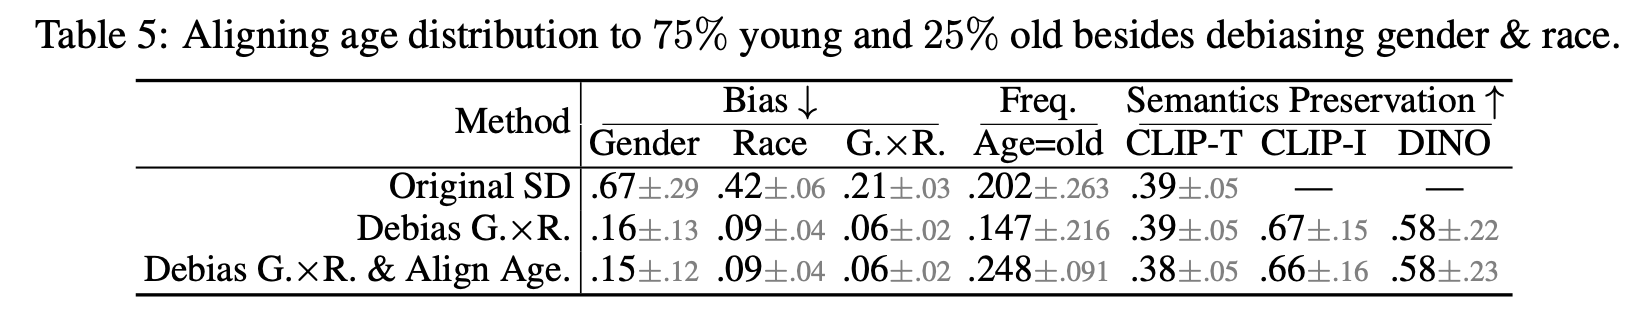 Table 5: Aligning age distribution to 75% young and 25% old besides debiasing gender & race.
Method Bias ↓ Freq. Semantics Preservation ↑
Gender Race G.×R. Age=old CLIP-T CLIP-I DINO
Original SD .67±.29 .42±.06 .21±.03 .202±.263 .39±.05 — —
Debias G.×R. .16±.13 .09±.04 .06±.02 .147±.216 .39±.05 .67±.15 .58±.22
Debias G.×R. & Align Age. .15±.12 .09±.04 .06±.02 .248±.091 .38±.05 .66±.16 .58±.23